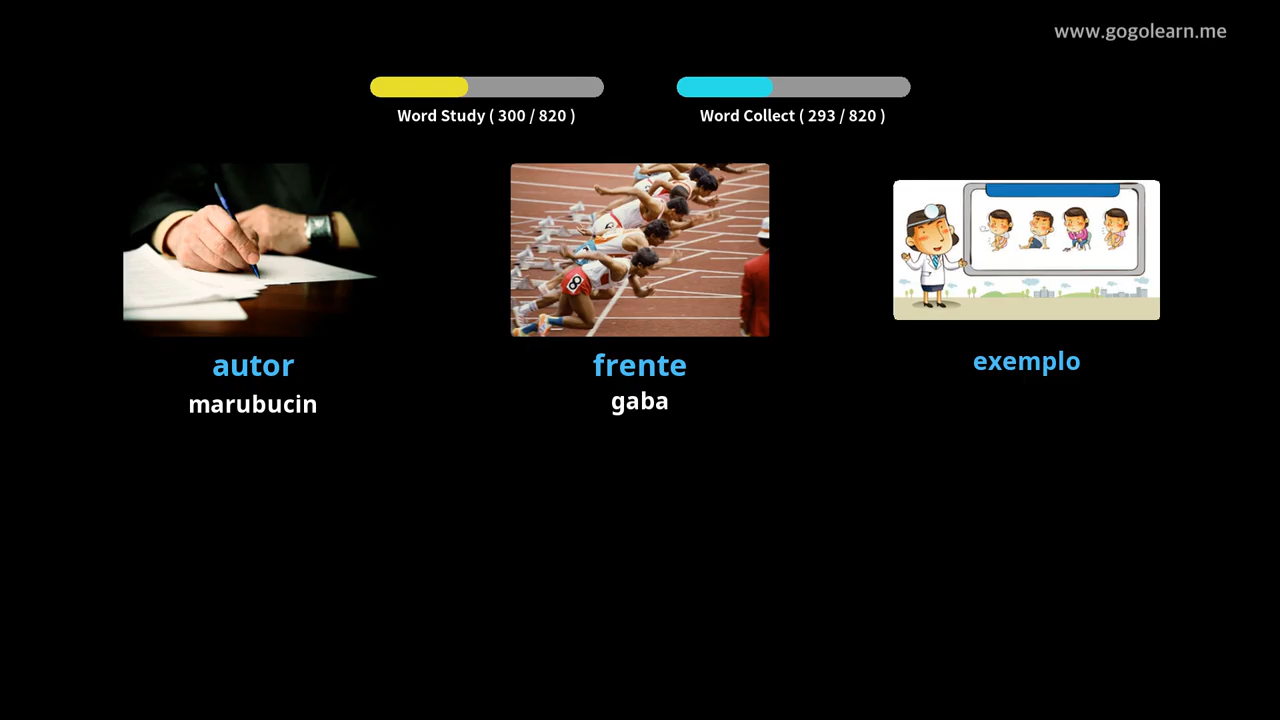 www.gogolearn.me
Word Study ( 300 / 820 )
Word Collect ( 293 / 820 )
autor
marubucin
frente
gaba
exemplo